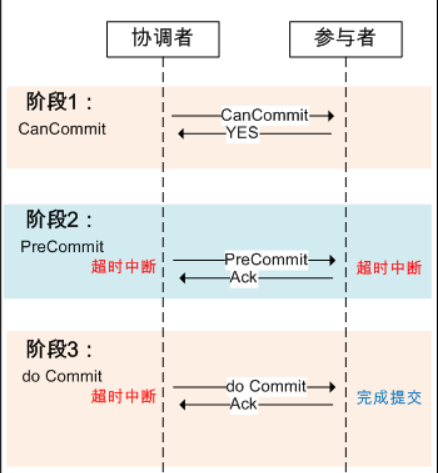 协调者
参与者
阶段1：
CanCommit
CanCommit
YES
阶段2：
PreCommit
超时中断
PreCommit
Ack
超时中断
阶段3：
do Commit
超时中断
do Commit
Ack
完成提交